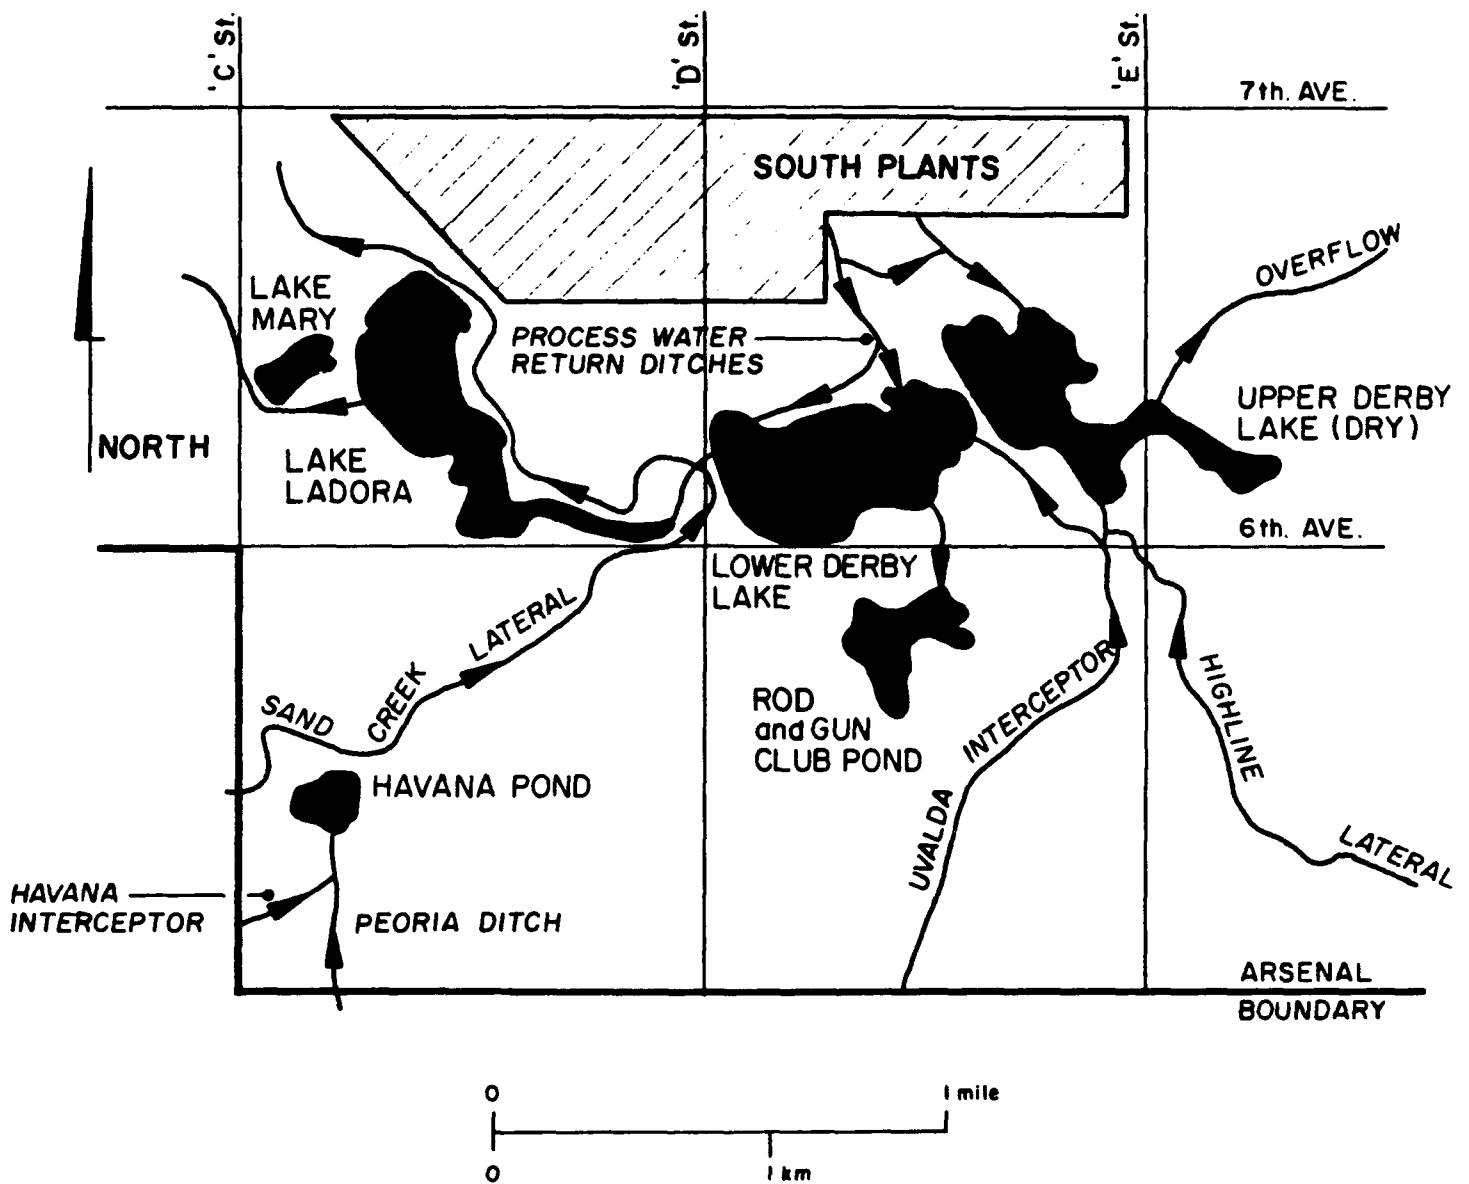 'C' St.
'D' St.
'E' St.
7th. AVE.
SOUTH PLANTS
OVERFLOW
LAKE
MARY
PROCESS WATER
RETURN DITCHES
UPPER DERBY
LAKE (DRY)
NORTH
LAKE
LADORA
6th. AVE.
LOWER DERBY
LAKE
SAND CREEK LATERAL
ROD
and GUN
CLUB POND
UVALDA INTERCEPTOR
HIGHLINE LATERAL
HAVANA POND
HAVANA
INTERCEPTOR
PEORIA DITCH
ARSENAL
BOUNDARY
0 1 mile
0 1 km